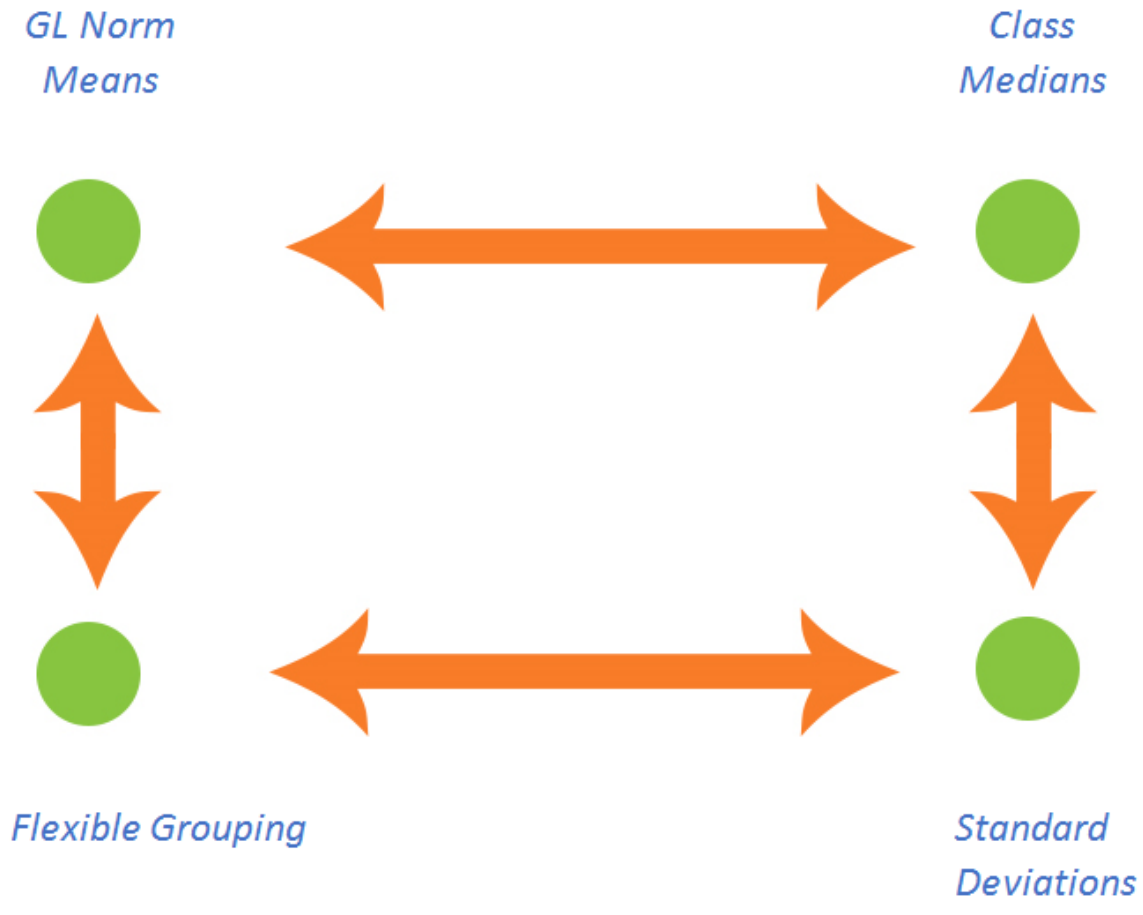 GL Norm
Means
Class
Medians
Flexible Grouping
Standard
Deviations